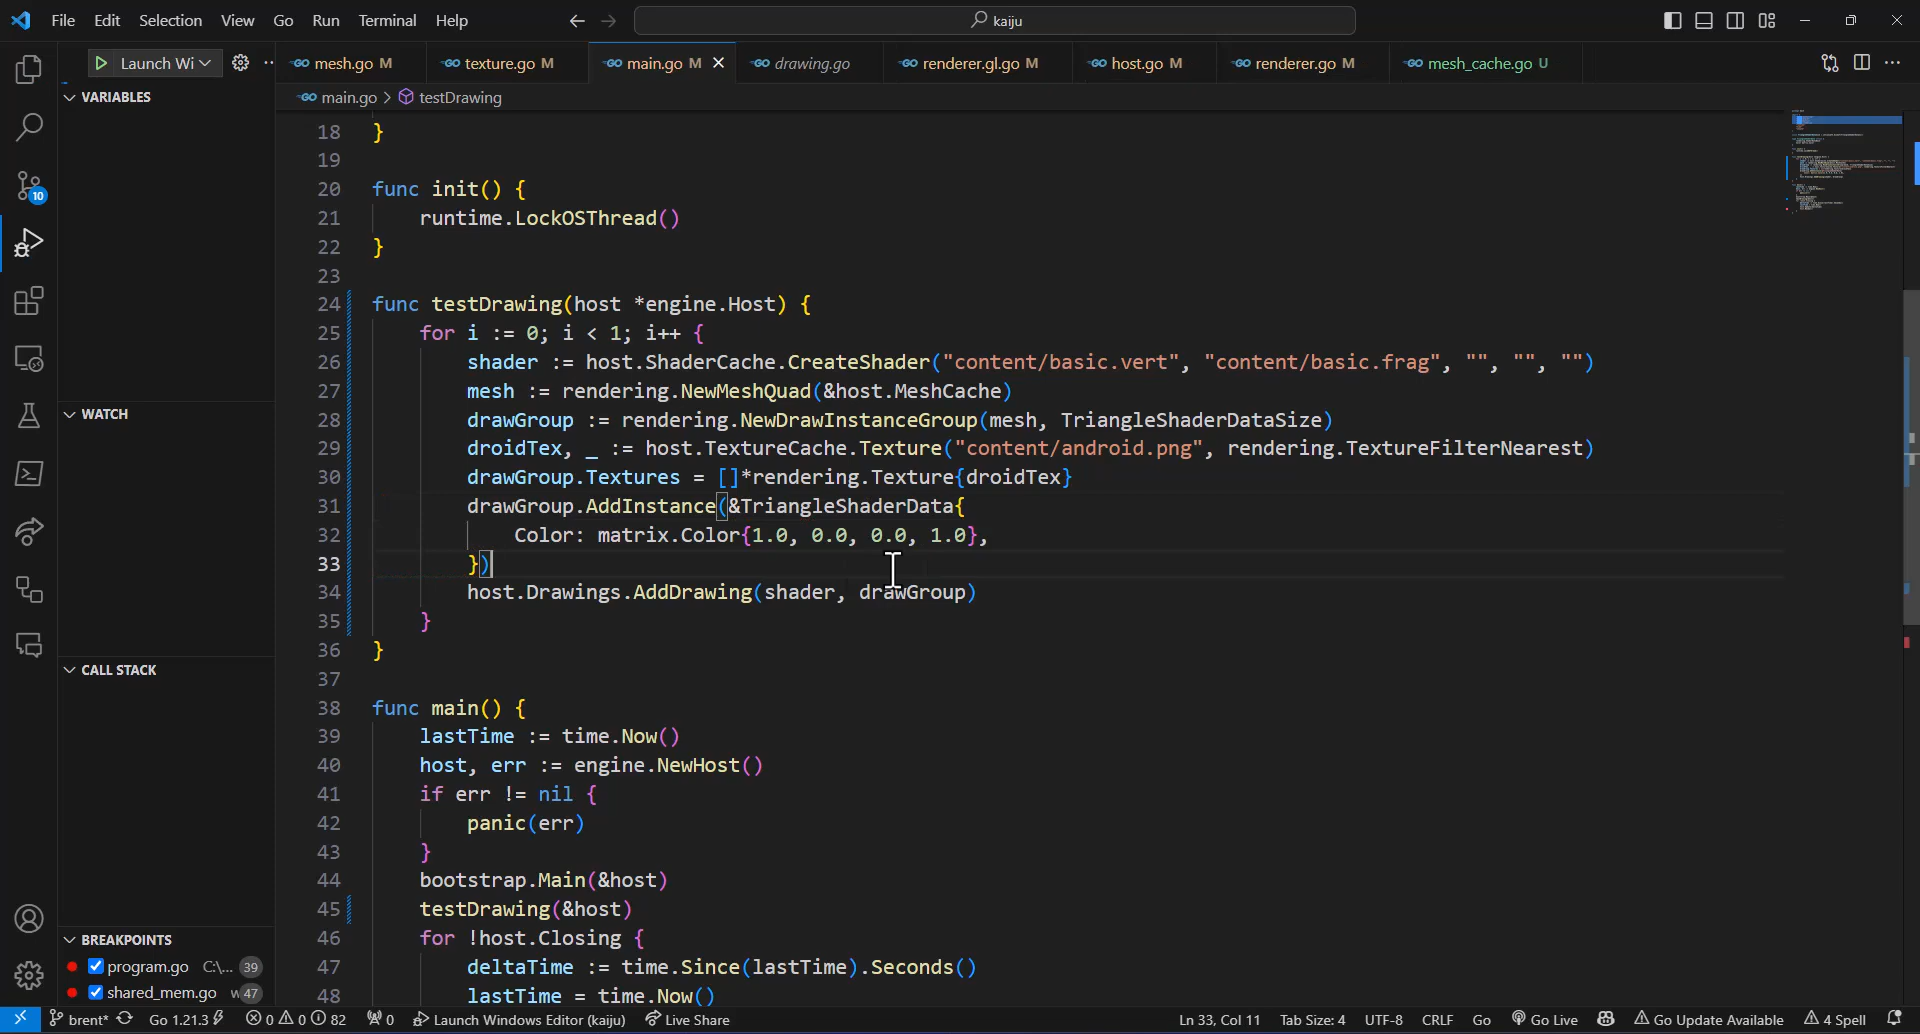 File Edit Selection View Go Run Terminal Help
kaiju
Launch Wi
mesh.go M
texture.go M
main.go M
drawing.go
renderer.gl.go M
host.go M
renderer.go M
mesh_cache.go U
main.go > testDrawing
VARIABLES
WATCH
CALL STACK
BREAKPOINTS
program.go C:\... 39
shared_mem.go 47
10
18 }
19
20 func init() {
21 runtime.LockOSThread()
22 }
23
24 func testDrawing(host *engine.Host) {
25 for i := 0; i < 1; i++ {
26 shader := host.ShaderCache.CreateShader("content/basic.vert", "content/basic.frag", "", "", "")
27 mesh := rendering.NewMeshQuad(&host.MeshCache)
28 drawGroup := rendering.NewDrawInstanceGroup(mesh, TriangleShaderDataSize)
29 droidTex, _ := host.TextureCache.Texture("content/android.png", rendering.TextureFilterNearest)
30 drawGroup.Textures = []*rendering.Texture{droidTex}
31 drawGroup.AddInstance(&TriangleShaderData{
32 Color: matrix.Color{1.0, 0.0, 0.0, 1.0},
33 })
34 host.Drawings.AddDrawing(shader, drawGroup)
35 }
36 }
37
38 func main() {
39 lastTime := time.Now()
40 host, err := engine.NewHost()
41 if err != nil {
42 panic(err)
43 }
44 bootstrap.Main(&host)
45 testDrawing(&host)
46 for !host.Closing {
47 deltaTime := time.Since(lastTime).Seconds()
48 lastTime = time.Now()
brent* Go 1.21.3 0 0 82 0 Launch Windows Editor (kaiju) Live Share Ln 33, Col 11 Tab Size: 4 UTF-8 CRLF Go Go Live Go Update Available 4 Spell